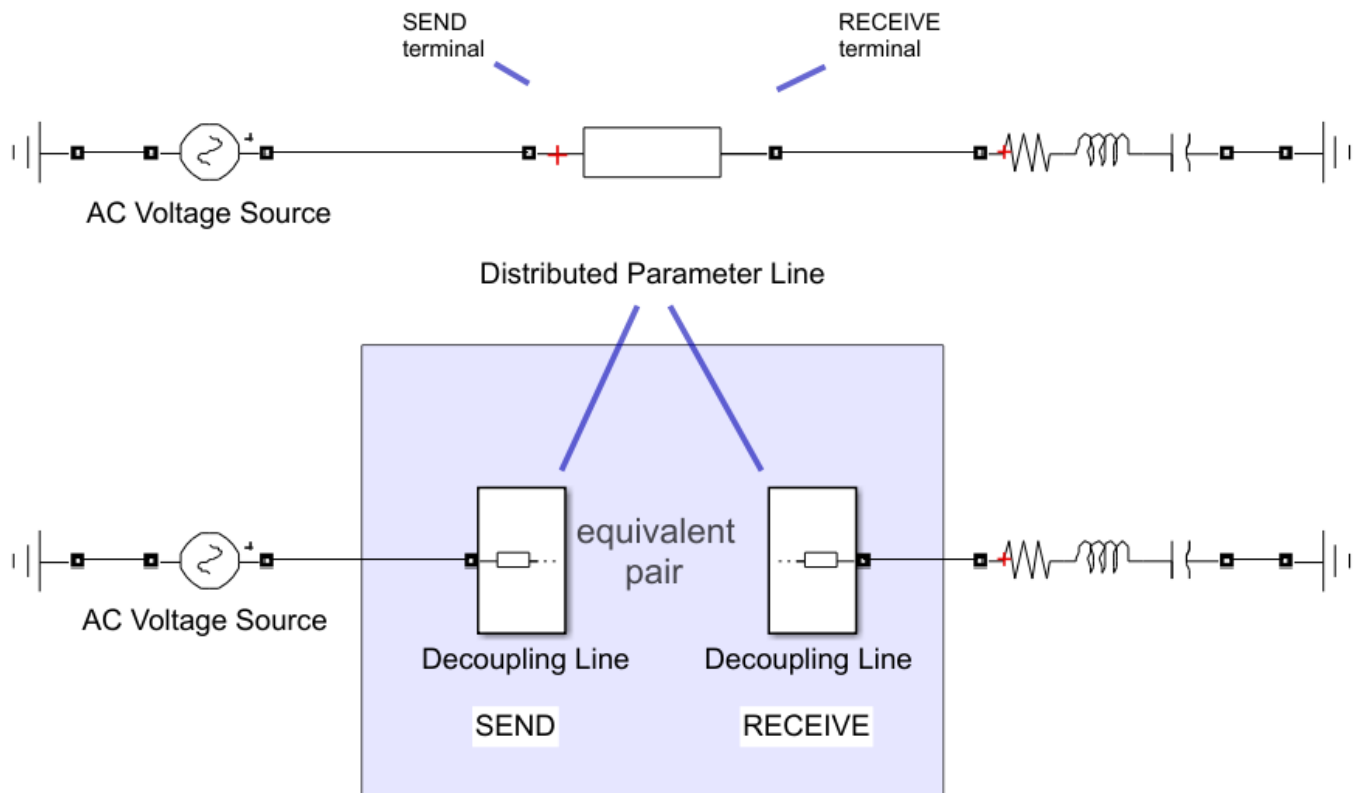 SEND
terminal
RECEIVE
terminal
AC Voltage Source
Distributed Parameter Line
equivalent
pair
AC Voltage Source
Decoupling Line
Decoupling Line
SEND
RECEIVE